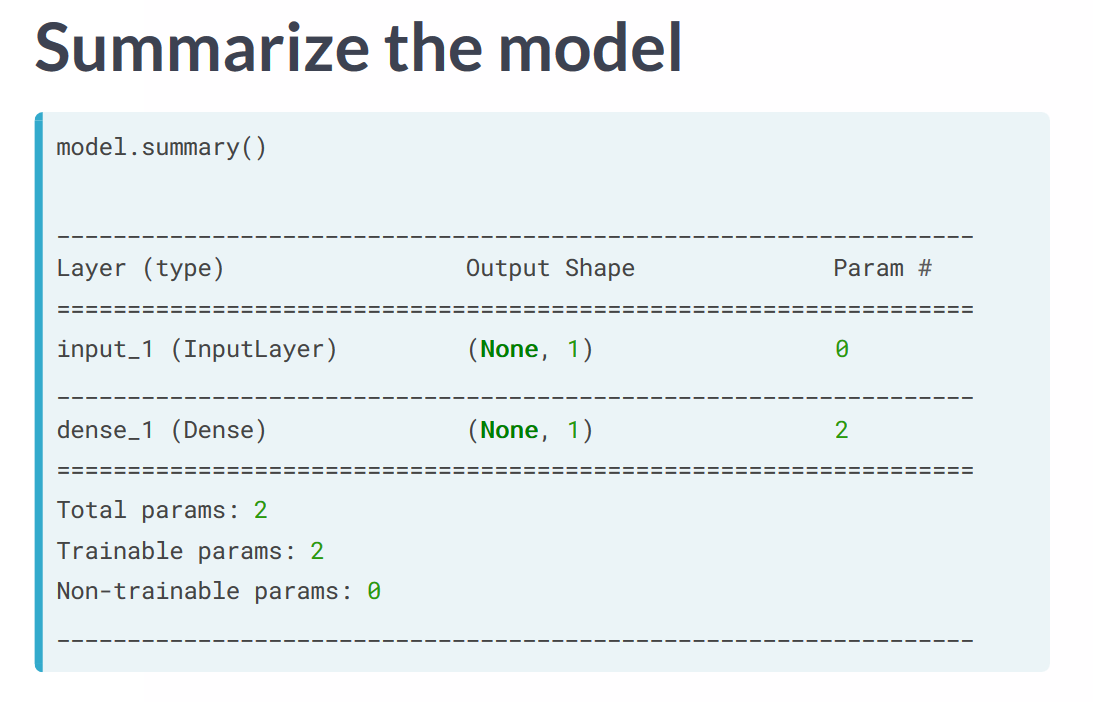 Summarize the model
model.summary()
_________________________________________________________________
Layer (type)                 Output Shape              Param #
=================================================================
input_1 (InputLayer)         (None, 1)                 0
_________________________________________________________________
dense_1 (Dense)              (None, 1)                 2
=================================================================
Total params: 2
Trainable params: 2
Non-trainable params: 0
_________________________________________________________________